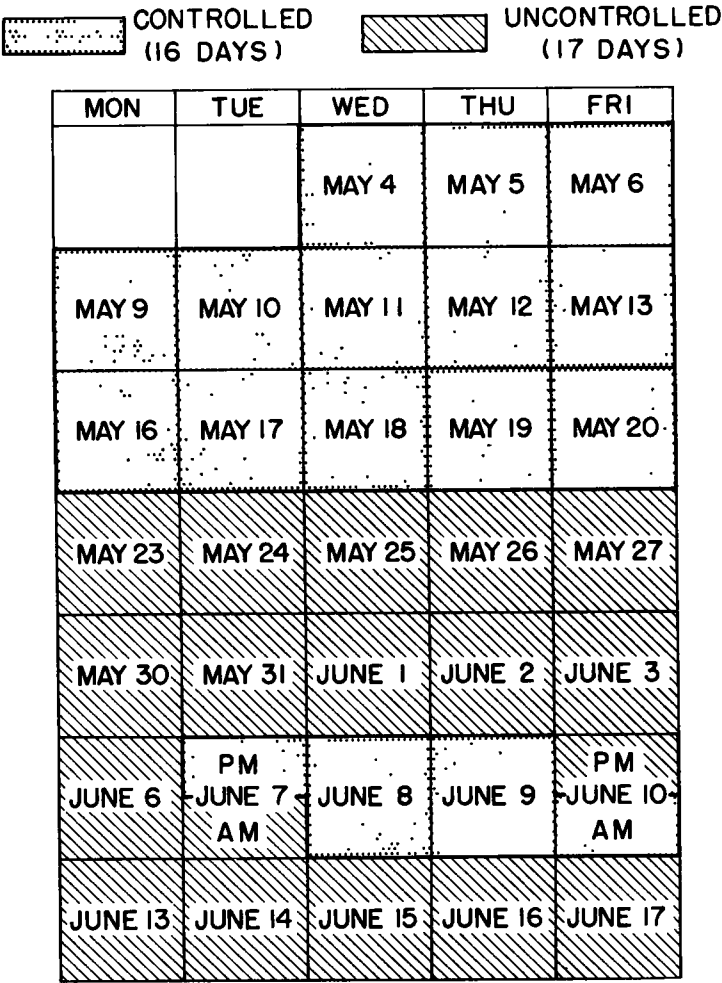 CONTROLLED
(16 DAYS)
UNCONTROLLED
(17 DAYS)
MON TUE WED THU FRI
MAY 4 MAY 5 MAY 6
MAY 9 MAY 10 MAY 11 MAY 12 MAY 13
MAY 16 MAY 17 MAY 18 MAY 19 MAY 20
MAY 23 MAY 24 MAY 25 MAY 26 MAY 27
MAY 30 MAY 31 JUNE 1 JUNE 2 JUNE 3
PM PM
JUNE 6 JUNE 7 JUNE 8 JUNE 9 JUNE 10
AM AM
JUNE 13 JUNE 14 JUNE 15 JUNE 16 JUNE 17